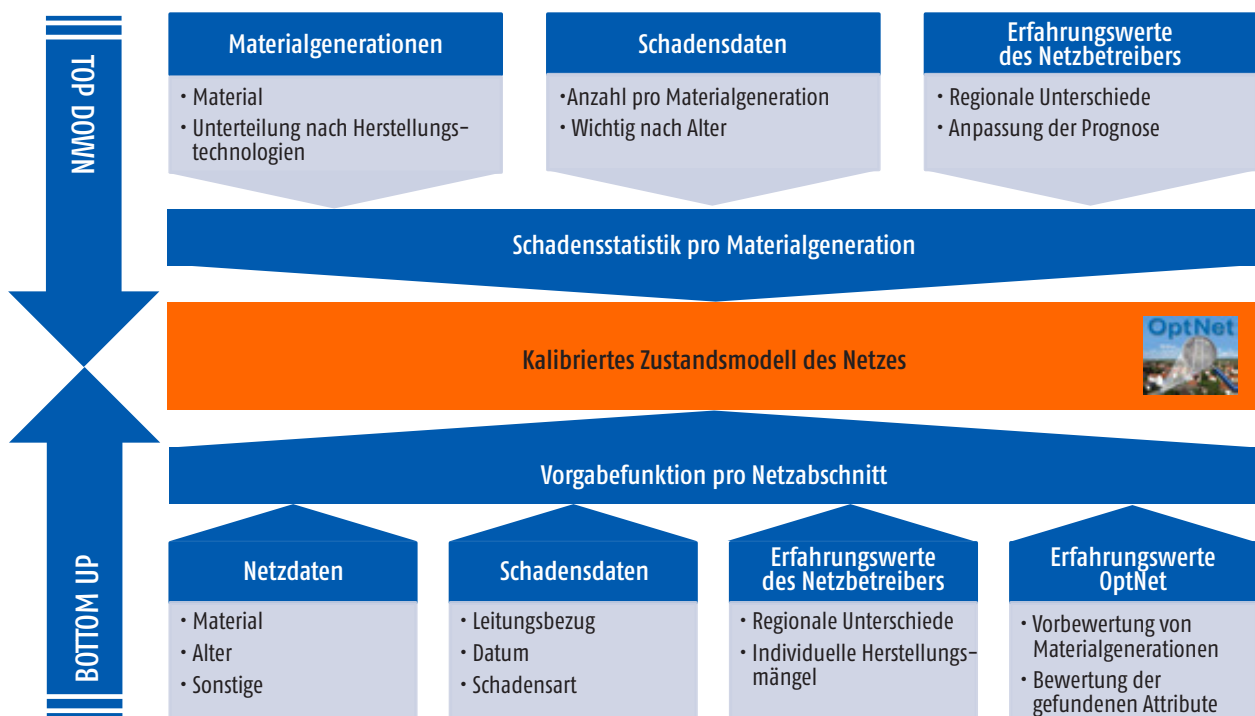 TOP DOWN
Materialgenerationen
• Material
• Unterteilung nach Herstellungs-
technologien
Schadensdaten
•Anzahl pro Materialgeneration
• Wichtig nach Alter
Erfahrungswerte
des Netzbetreibers
• Regionale Unterschiede
• Anpassung der Prognose
Schadensstatistik pro Materialgeneration
Kalibriertes Zustandsmodell des Netzes
OptNet
Vorgabefunktion pro Netzabschnitt
BOTTOM UP
Netzdaten
• Material
• Alter
• Sonstige
Schadensdaten
• Leitungsbezug
• Datum
• Schadensart
Erfahrungswerte
des Netzbetreibers
• Regionale Unterschiede
• Individuelle Herstellungs-
mängel
Erfahrungswerte
OptNet
• Vorbewertung von
Materialgenerationen
• Bewertung der
gefundenen Attribute